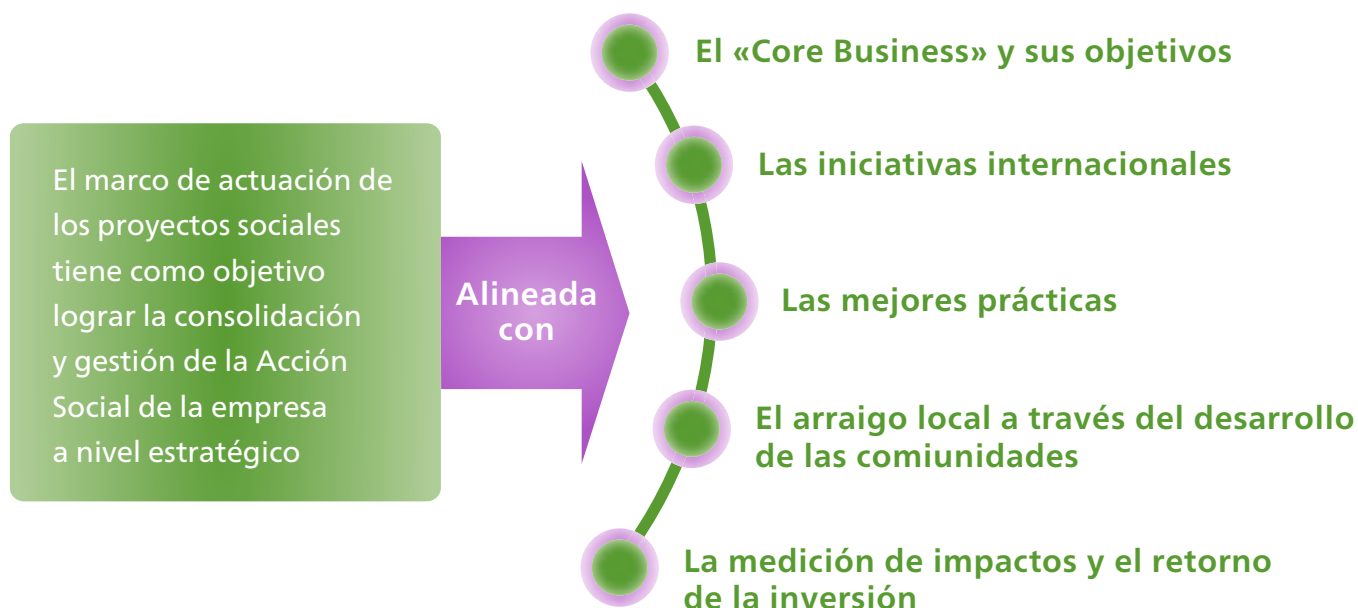 El marco de actuación de
los proyectos sociales
tiene como objetivo
lograr la consolidación
y gestión de la Acción
Social de la empresa
a nivel estratégico
Alineada
con
El «Core Business» y sus objetivos
Las iniciativas internacionales
Las mejores prácticas
El arraigo local a través del desarrollo
de las comiunidades
La medición de impactos y el retorno
de la inversión